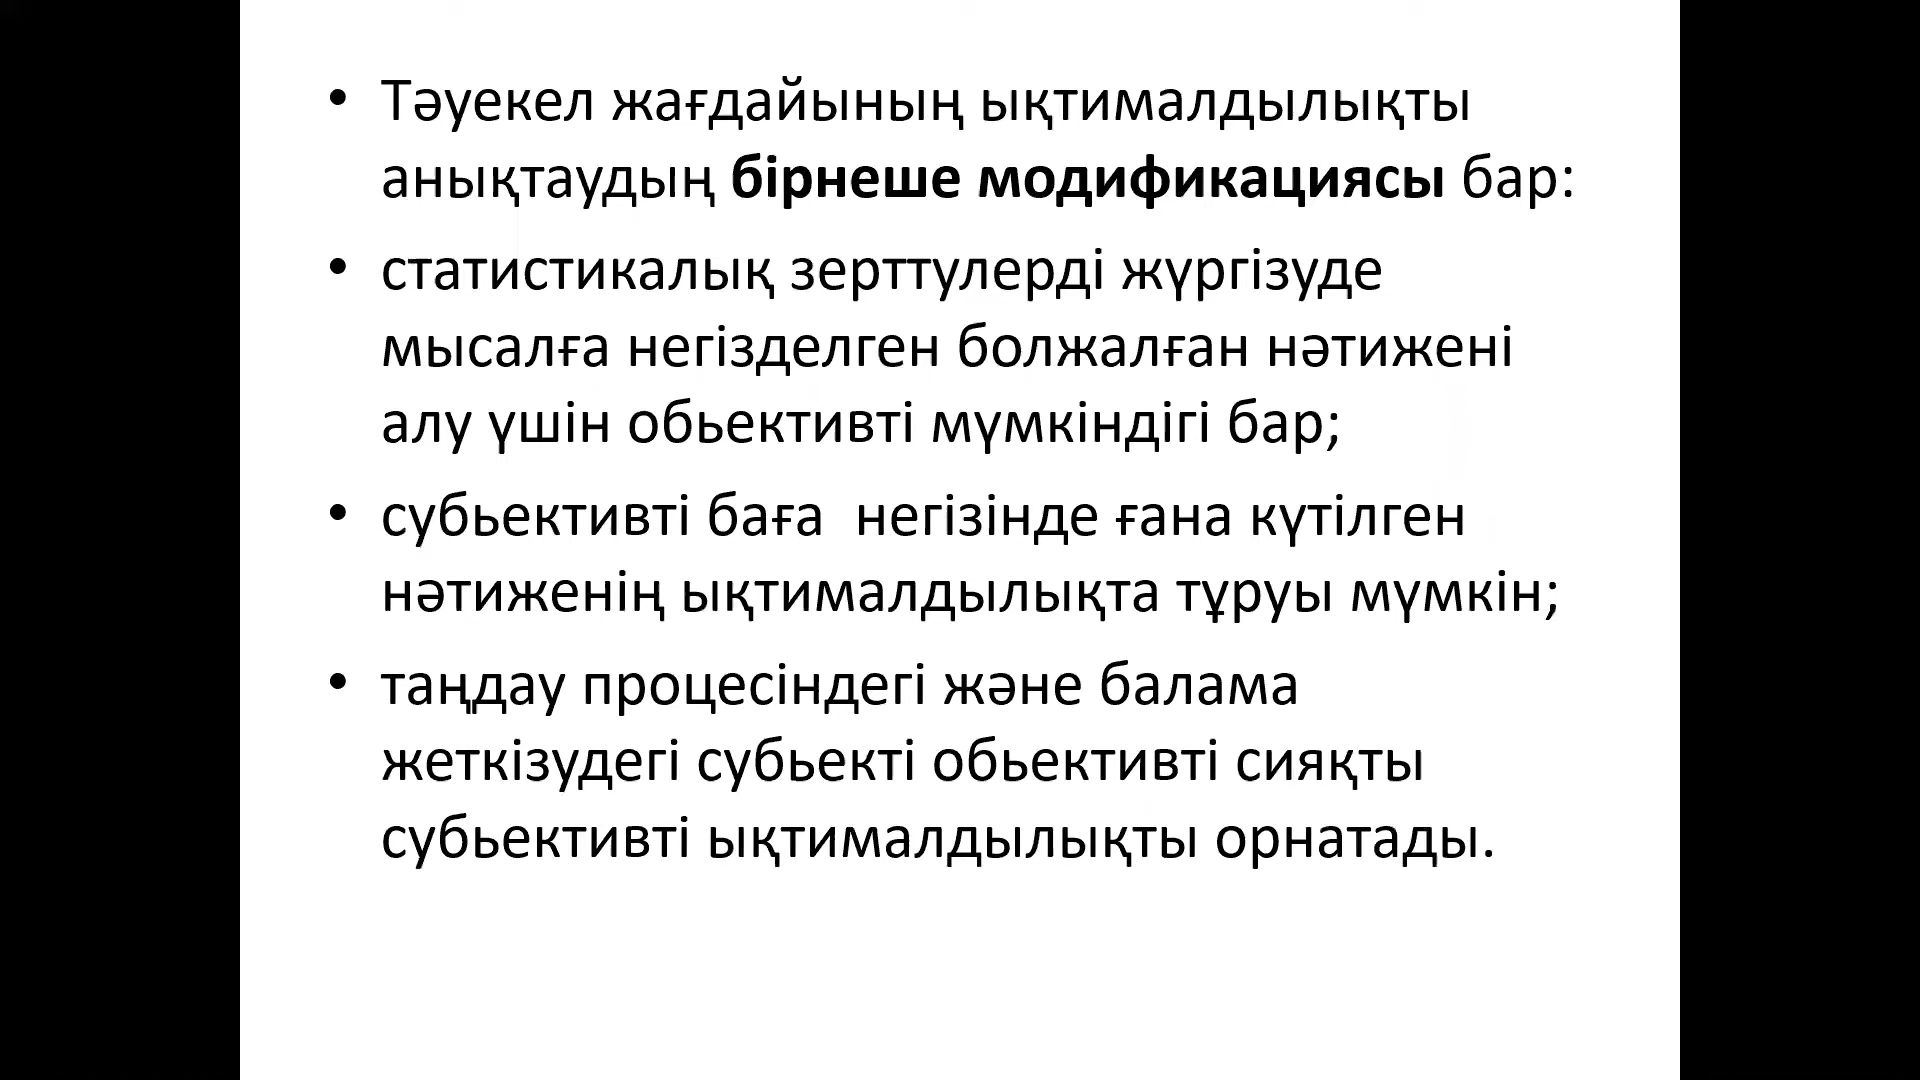 • Тәуекел жағдайының ықтималдылықты
анықтаудың бірнеше модификациясы бар:
• статистикалық зерттулерді жүргізуде
мысалға негізделген болжалған нәтижені
алу үшін обьективті мүмкіндігі бар;
• субьективті баға  негізінде ғана күтілген
нәтиженің ықтималдылықта тұруы мүмкін;
• таңдау процесіндегі және балама
жеткізудегі субьекті обьективті сияқты
субьективті ықтималдылықты орнатады.